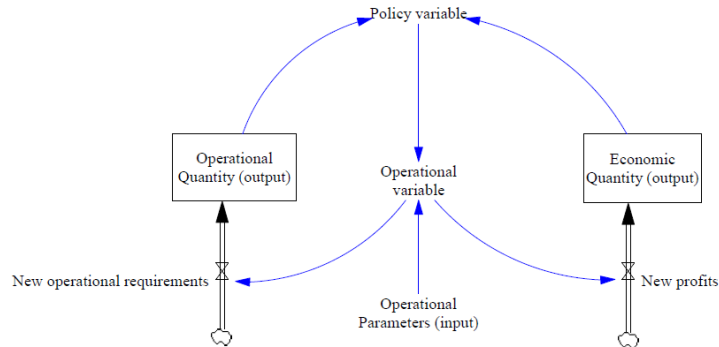 Policy variable
Operational
Quantity (output)
Operational
variable
Economic
Quantity (output)
New operational requirements
New profits
Operational
Parameters (input)